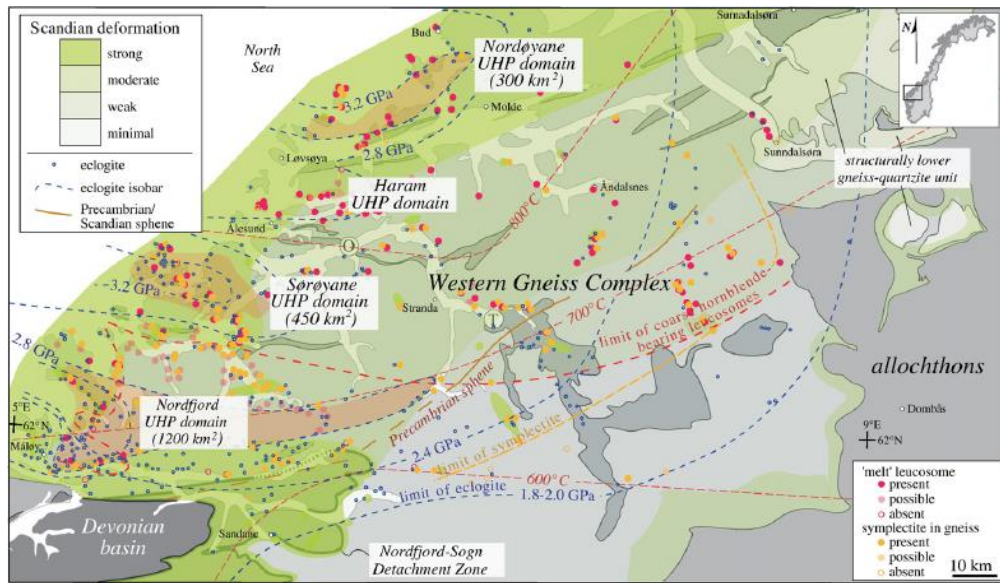 Scandian deformation
strong
moderate
weak
minimal
eclogite
eclogite isobar
Precambrian/
Scandian sphene
North
Sea
Bud
Nordøyane
UHP domain
(300 km²)
3.2 GPa
Mokie
2.8 GPa
Løvsøya
Surnadalsøra
N
Sunndalsøra
structurally lower
gneiss-quartzite unit
Haram
UHP domain
Åndalsnes
800°C
Ålesund
O
3.2 GPa
Sørøyane
UHP domain
(450 km²)
Western Gneiss Complex
Stranda
T
700°C
limit of coarse hornblende
bearing leucosomes
Precambrian sphene
2.8 GPa
allochthons
Dombås
9°E
62°N
5°E
62°N
Måløy
Nordfjord
UHP domain
(1200 km²)
2.4 GPa
limit of symplectite
600°C
limit of eclogite
1.8-2.0 GPa
Sandane
Devonian
basin
Nordfjord-Sogn
Detachment Zone
'melt' leucosome
present
possible
absent
symplectite in gneiss
present
possible
absent
10 km